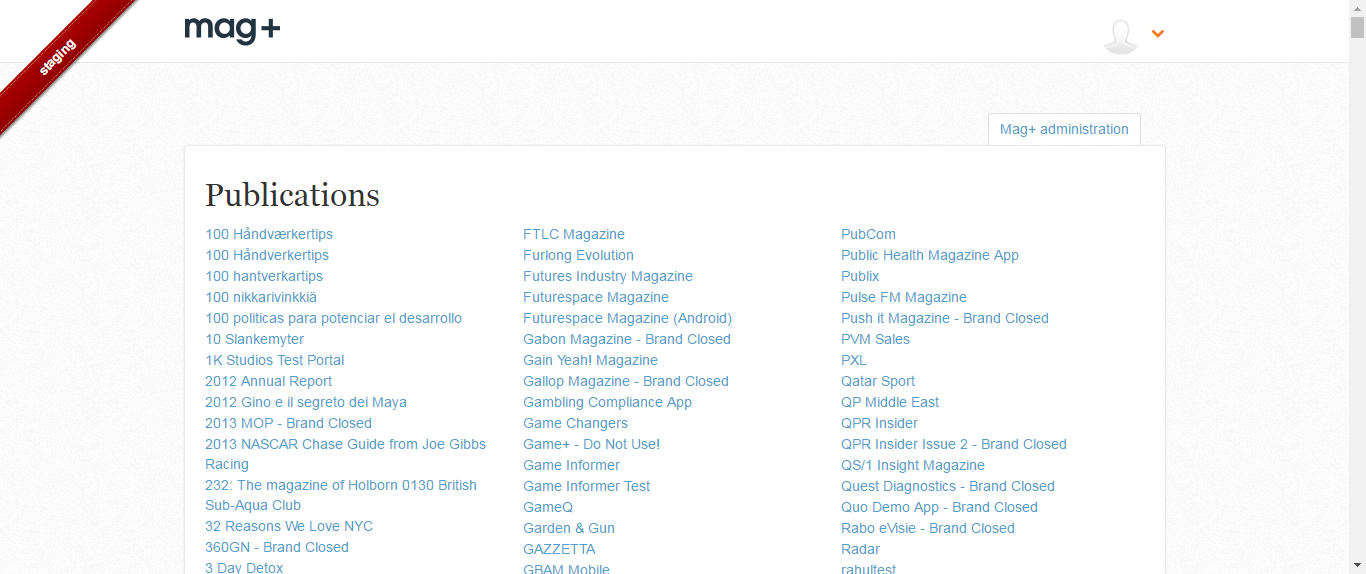 staging
mag+
Mag+ administration
Publications
100 Håndværkertips
100 Håndverkertips
100 hantverkartips
100 nikkarivinkkiä
100 politicas para potenciar el desarrollo
10 Slankemyter
1K Studios Test Portal
2012 Annual Report
2012 Gino e il segreto dei Maya
2013 MOP - Brand Closed
2013 NASCAR Chase Guide from Joe Gibbs
Racing
232: The magazine of Holborn 0130 British
Sub-Aqua Club
32 Reasons We Love NYC
360GN - Brand Closed
3 Day Detox
FTLC Magazine
Furlong Evolution
Futures Industry Magazine
Futurespace Magazine
Futurespace Magazine (Android)
Gabon Magazine - Brand Closed
Gain Yeah! Magazine
Gallop Magazine - Brand Closed
Gambling Compliance App
Game Changers
Game+ - Do Not Use!
Game Informer
Game Informer Test
GameQ
Garden & Gun
GAZZETTA
GBAM Mobile
PubCom
Public Health Magazine App
Publix
Pulse FM Magazine
Push it Magazine - Brand Closed
PVM Sales
PXL
Qatar Sport
QP Middle East
QPR Insider
QPR Insider Issue 2 - Brand Closed
QS/1 Insight Magazine
Quest Diagnostics - Brand Closed
Quo Demo App - Brand Closed
Rabo eVisie - Brand Closed
Radar
rahultest